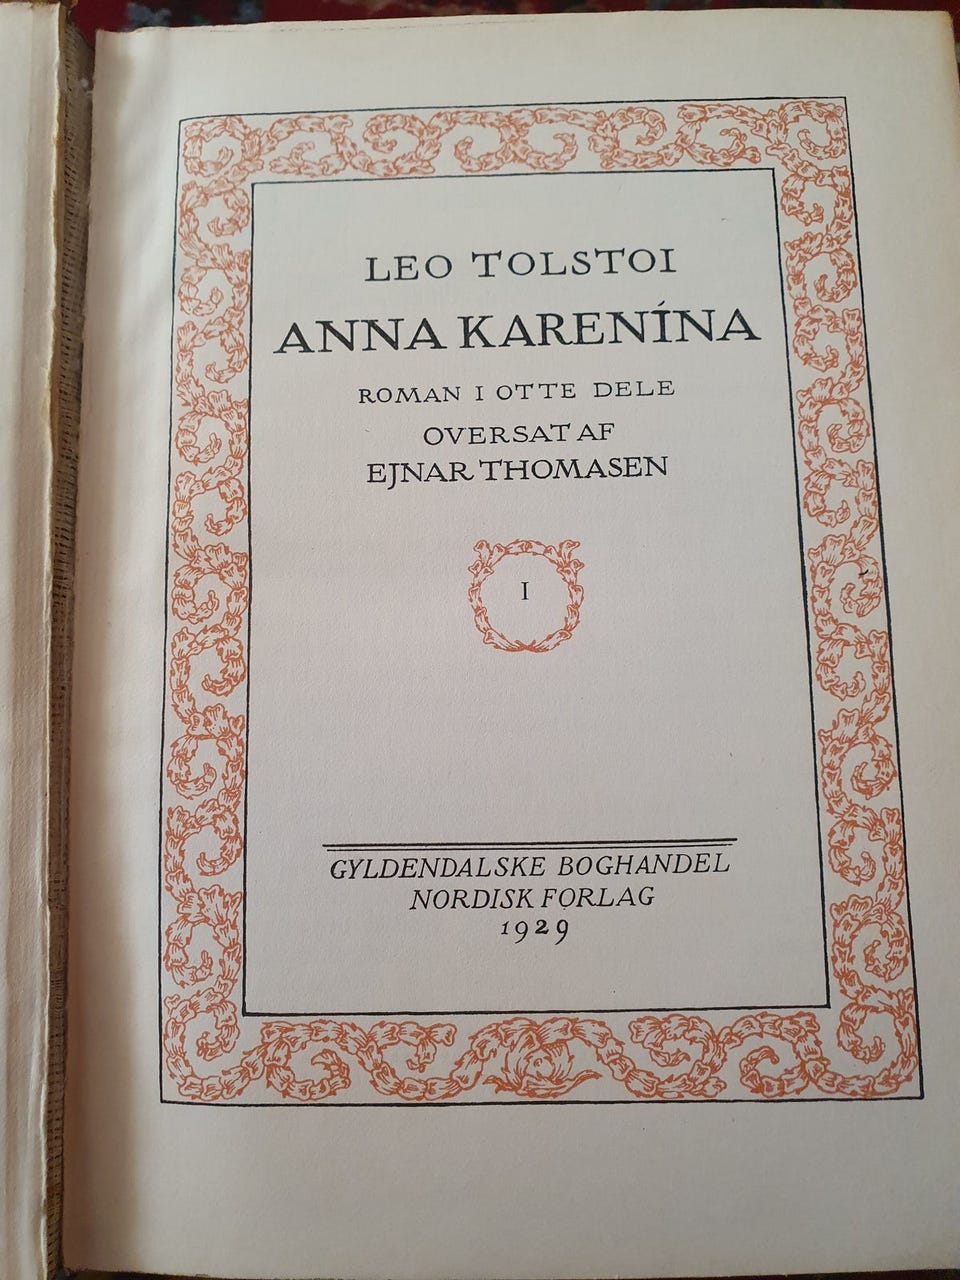 LEO TOLSTOI
ANNA KARENÍNA
ROMAN I OTTE DELE
OVERSAT AF
EJNAR THOMASEN
I
GYLDENDALSKE BOGHANDEL
NORDISK FORLAG
1929